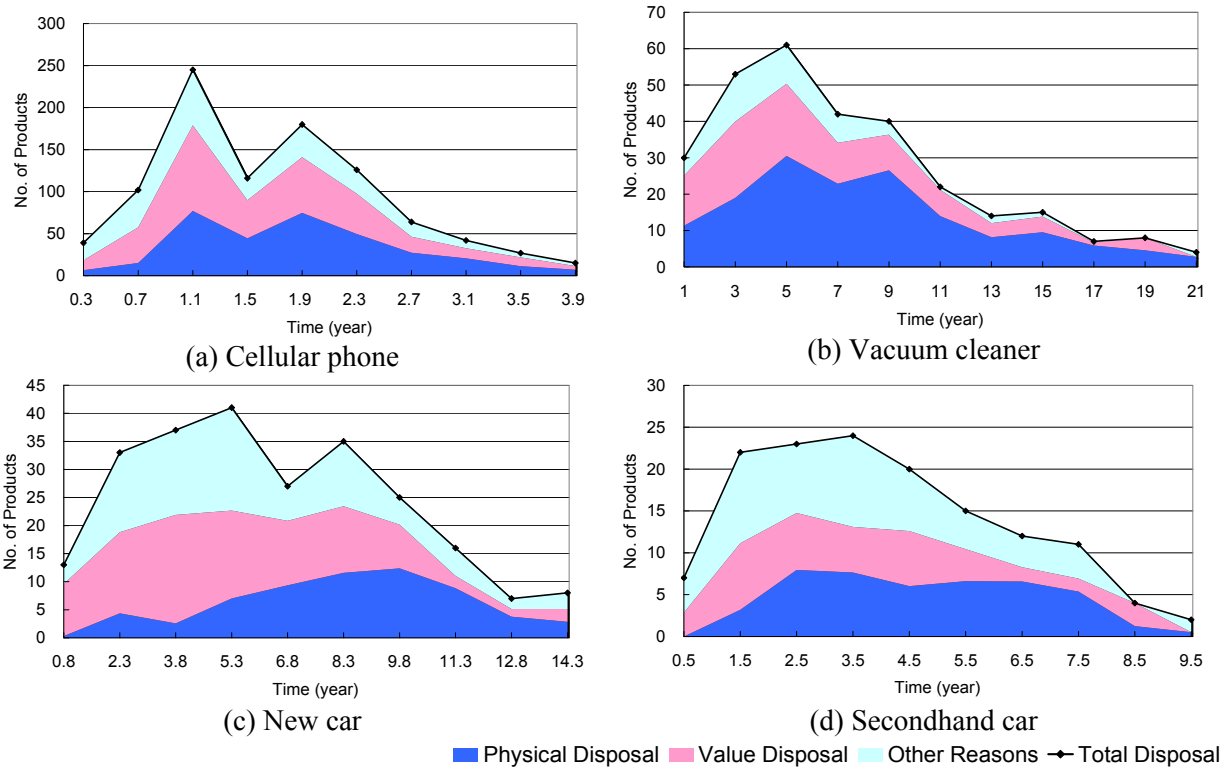 300
250
200
150
100
50
0
No. of Products
0.3 0.7 1.1 1.5 1.9 2.3 2.7 3.1 3.5 3.9
Time (year)
(a) Cellular phone
70
60
50
40
30
20
10
0
No. of Products
1 3 5 7 9 11 13 15 17 19 21
Time (year)
(b) Vacuum cleaner
45
40
35
30
25
20
15
10
5
0
No. of Products
0.8 2.3 3.8 5.3 6.8 8.3 9.8 11.3 12.8 14.3
Time (year)
(c) New car
30
25
20
15
10
5
0
No. of Products
0.5 1.5 2.5 3.5 4.5 5.5 6.5 7.5 8.5 9.5
Time (year)
(d) Secondhand car
Physical Disposal Value Disposal Other Reasons Total Disposal